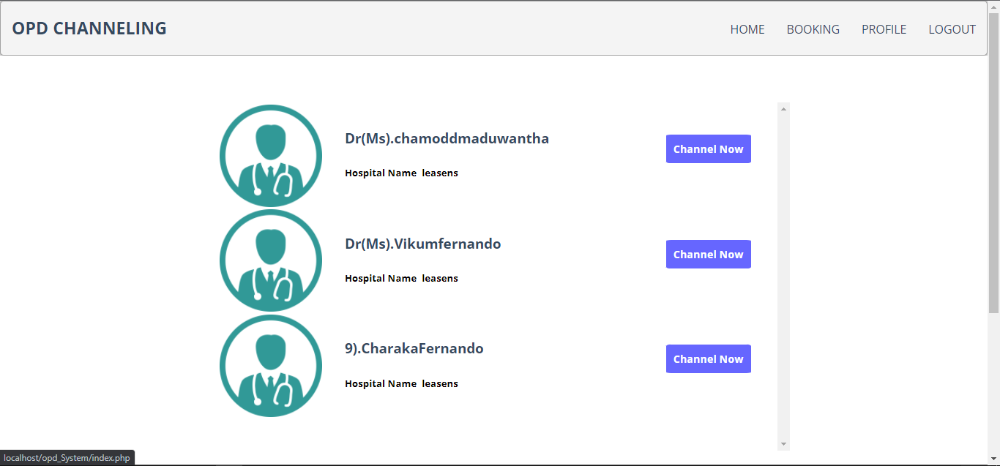 OPD CHANNELING
HOME BOOKING PROFILE LOGOUT
Dr(Ms).chamoddmaduwantha
Channel Now
Hospital Name leasens
Dr(Ms).Vikumfernando
Channel Now
Hospital Name leasens
9).CharakaFernando
Channel Now
Hospital Name leasens
localhost/opd_System/index.php